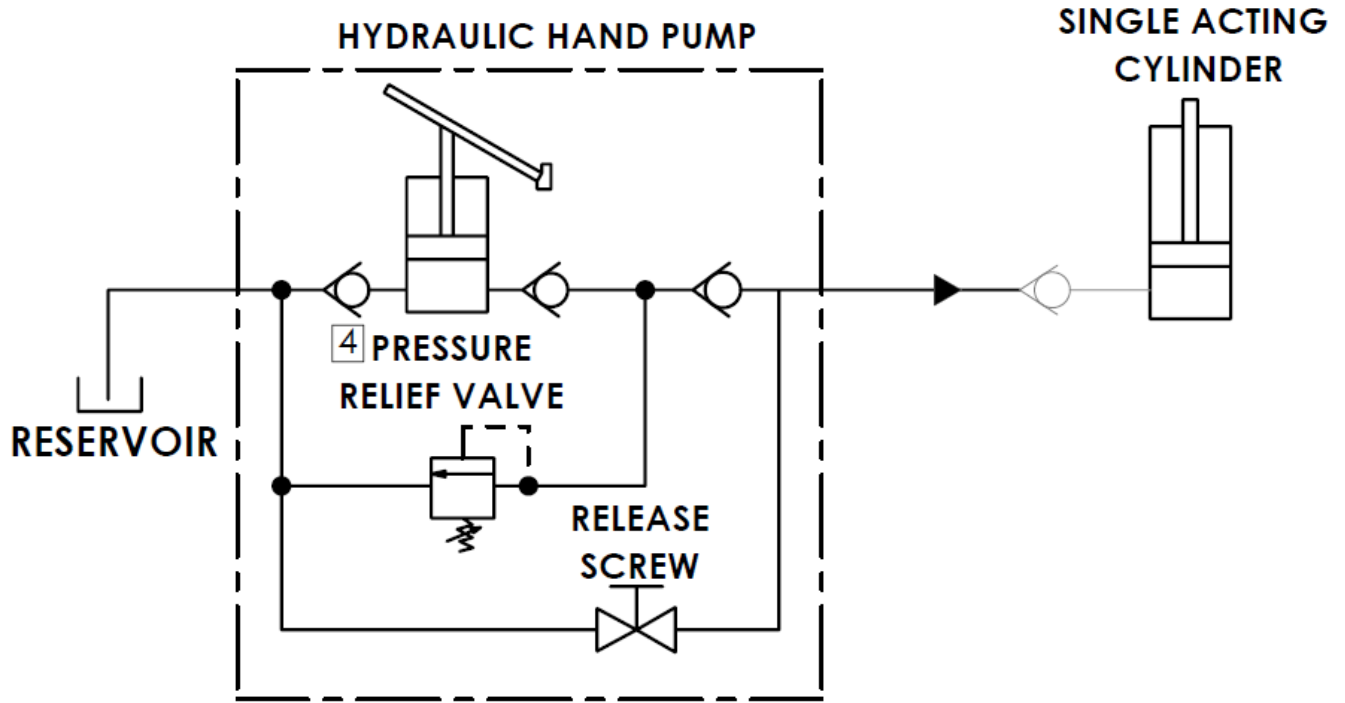 HYDRAULIC HAND PUMP
SINGLE ACTING
CYLINDER
4 PRESSURE
RELIEF VALVE
RESERVOIR
RELEASE
SCREW